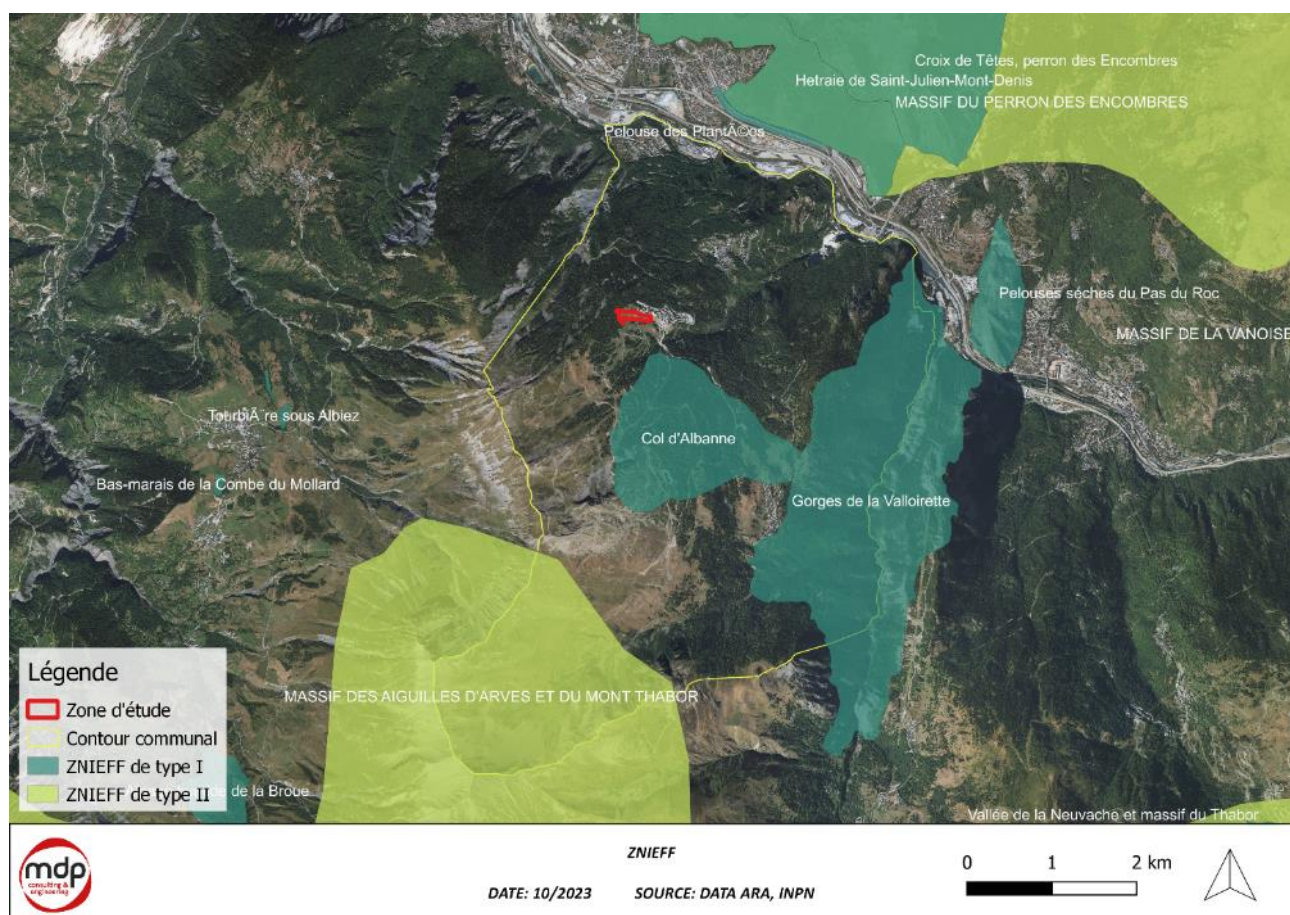 Croix de Têtes, perron des Encombres
Hetraie de Saint-Julien-Mont-Denis
MASSIF DU PERRON DES ENCOMBRES
Pelouse des PlantÃ©es
Pelouses séches du Pas du Roc
MASSIF DE LA VANOISE
TourbiÃ¨re sous Albiez
Col d'Albanne
Bas-marais de la Combe du Mollard
Gorges de la Valloirette
MASSIF DES AIGUILLES D'ARVES ET DU MONT THABOR
de la Broue
Vallée de la Neuvache et massif du Thabor
Légende
Zone d'étude
Contour communal
ZNIEFF de type I
ZNIEFF de type II
mdp
consulting &
engineering
ZNIEFF
DATE: 10/2023 SOURCE: DATA ARA, INPN
0 1 2 km